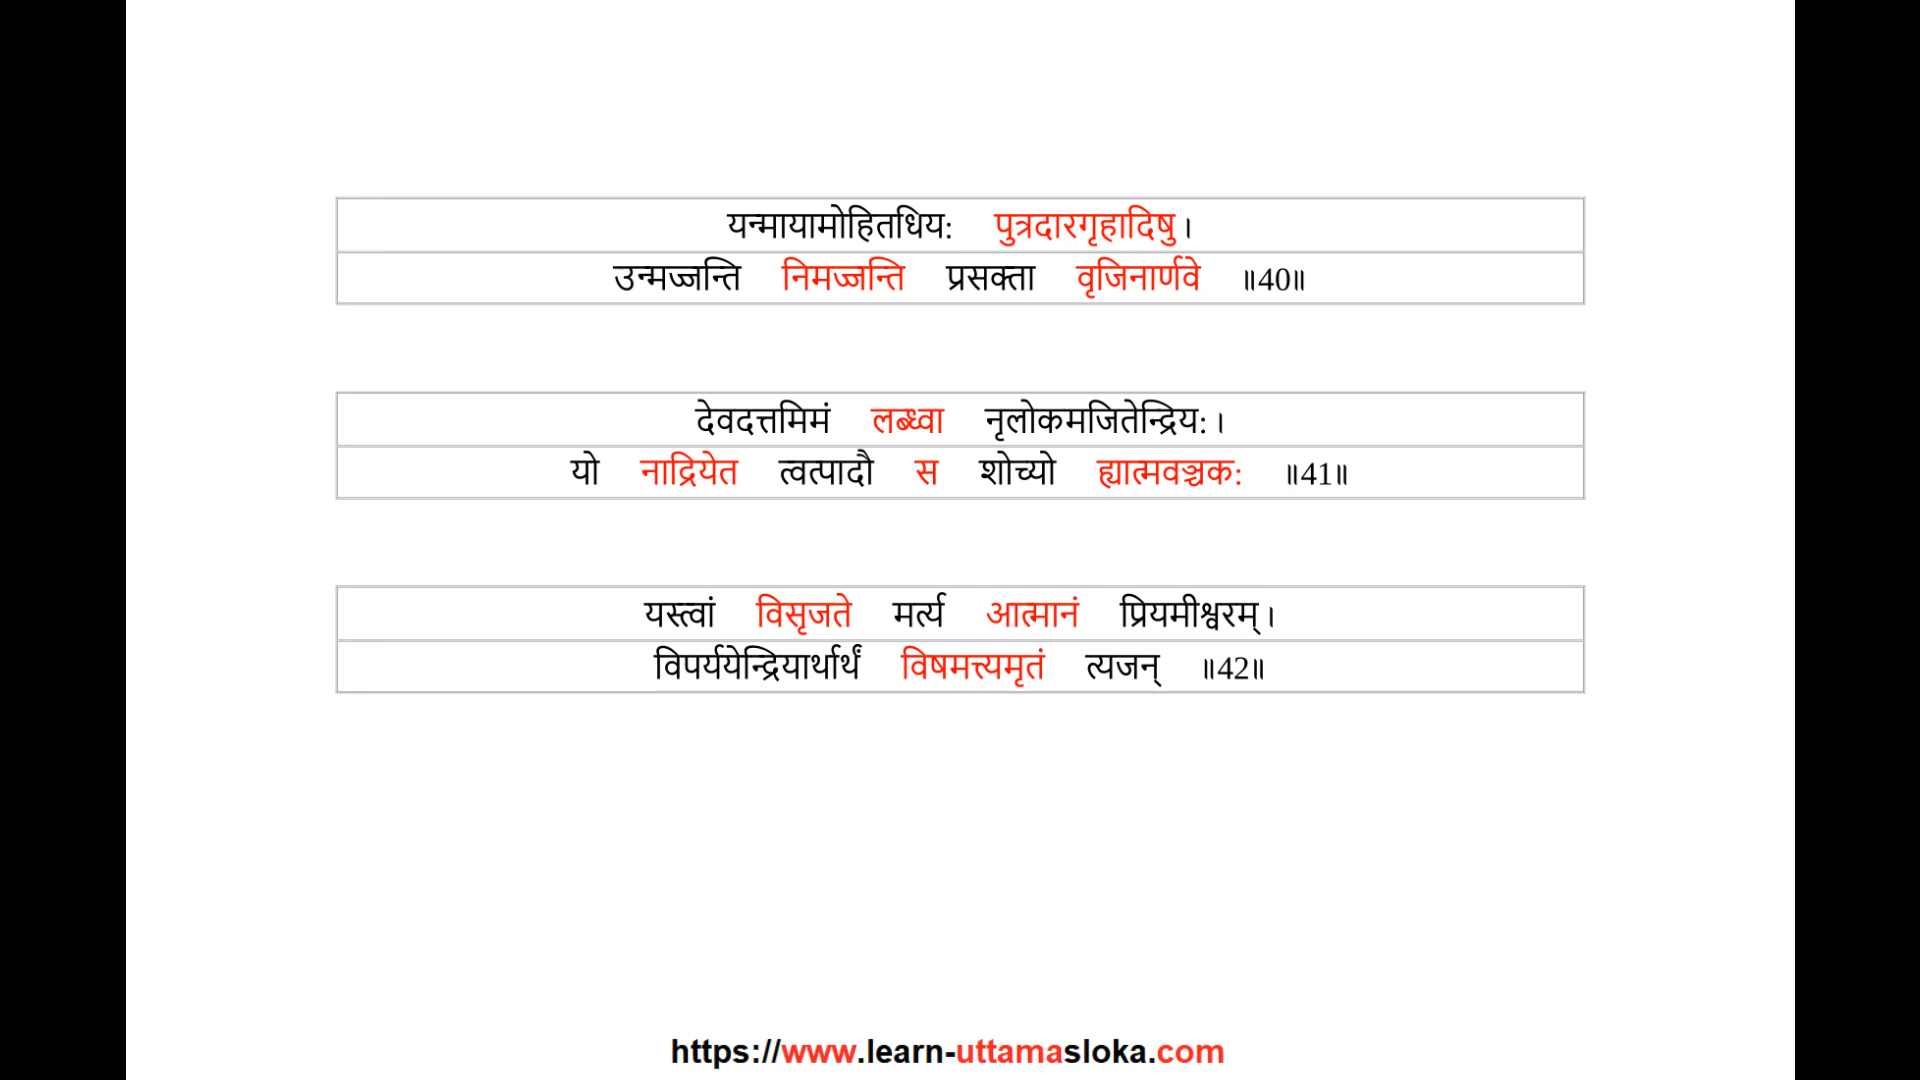 यन्मायामोहितधिय: पुत्रदारगृहादिषु।
उन्मज्जन्ति निमज्जन्ति प्रसक्ता वृजिनार्णवे ॥40॥
देवदत्तमिमं लब्ध्वा नृलोकमजितेन्द्रिय:।
यो नाद्रियेत त्वत्पादौ स शोच्यो ह्यात्मवञ्चक: ॥41॥
यस्त्वां विसृजते मर्त्य आत्मानं प्रियमीश्वरम्।
विपर्ययेन्द्रियार्थार्थं विषमत्त्यमृतं त्यजन् ॥42॥
https://www.learn-uttamasloka.com